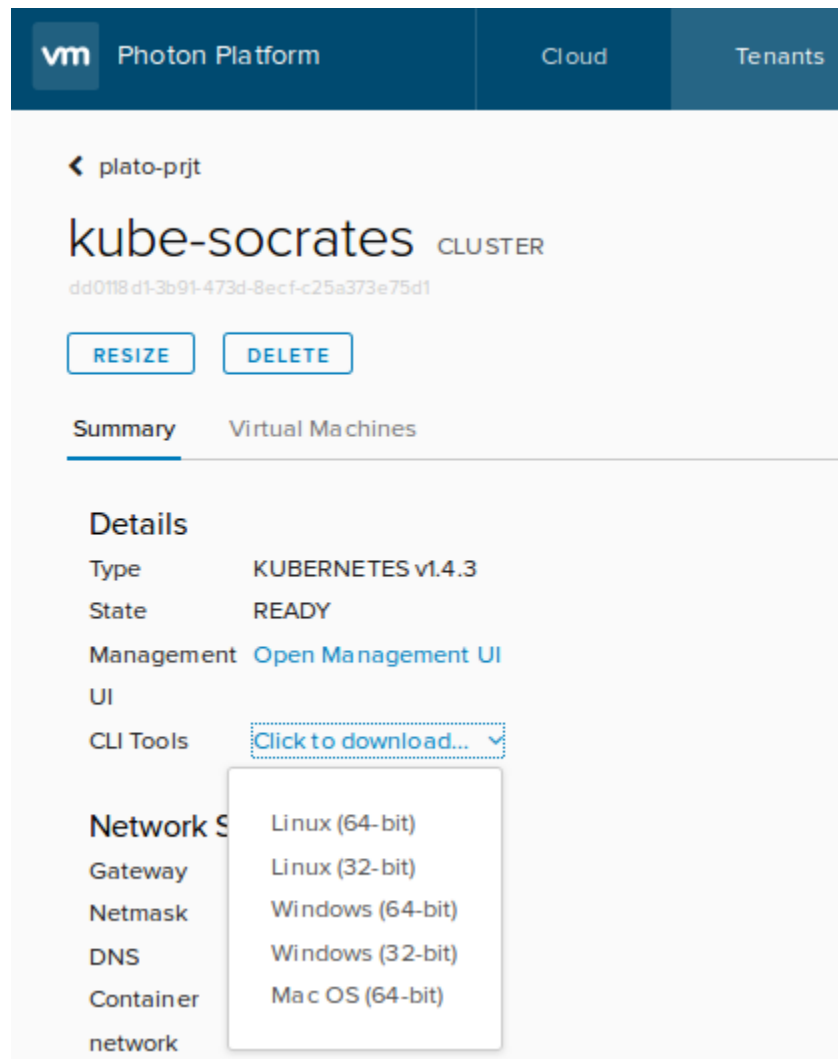 vm Photon Platform Cloud Tenants
plato-prjt
kube-socrates CLUSTER
dd0118d1-3b91-473d-8ecf-c25a373e75d1
RESIZE DELETE
Summary Virtual Machines
Details
Type KUBERNETES v1.4.3
State READY
Management Open Management UI
UI
CLI Tools Click to download...
Network S
Linux (64-bit)
Gateway
Linux (32-bit)
Netmask
Windows (64-bit)
DNS
Windows (32-bit)
Container
Mac OS (64-bit)
network